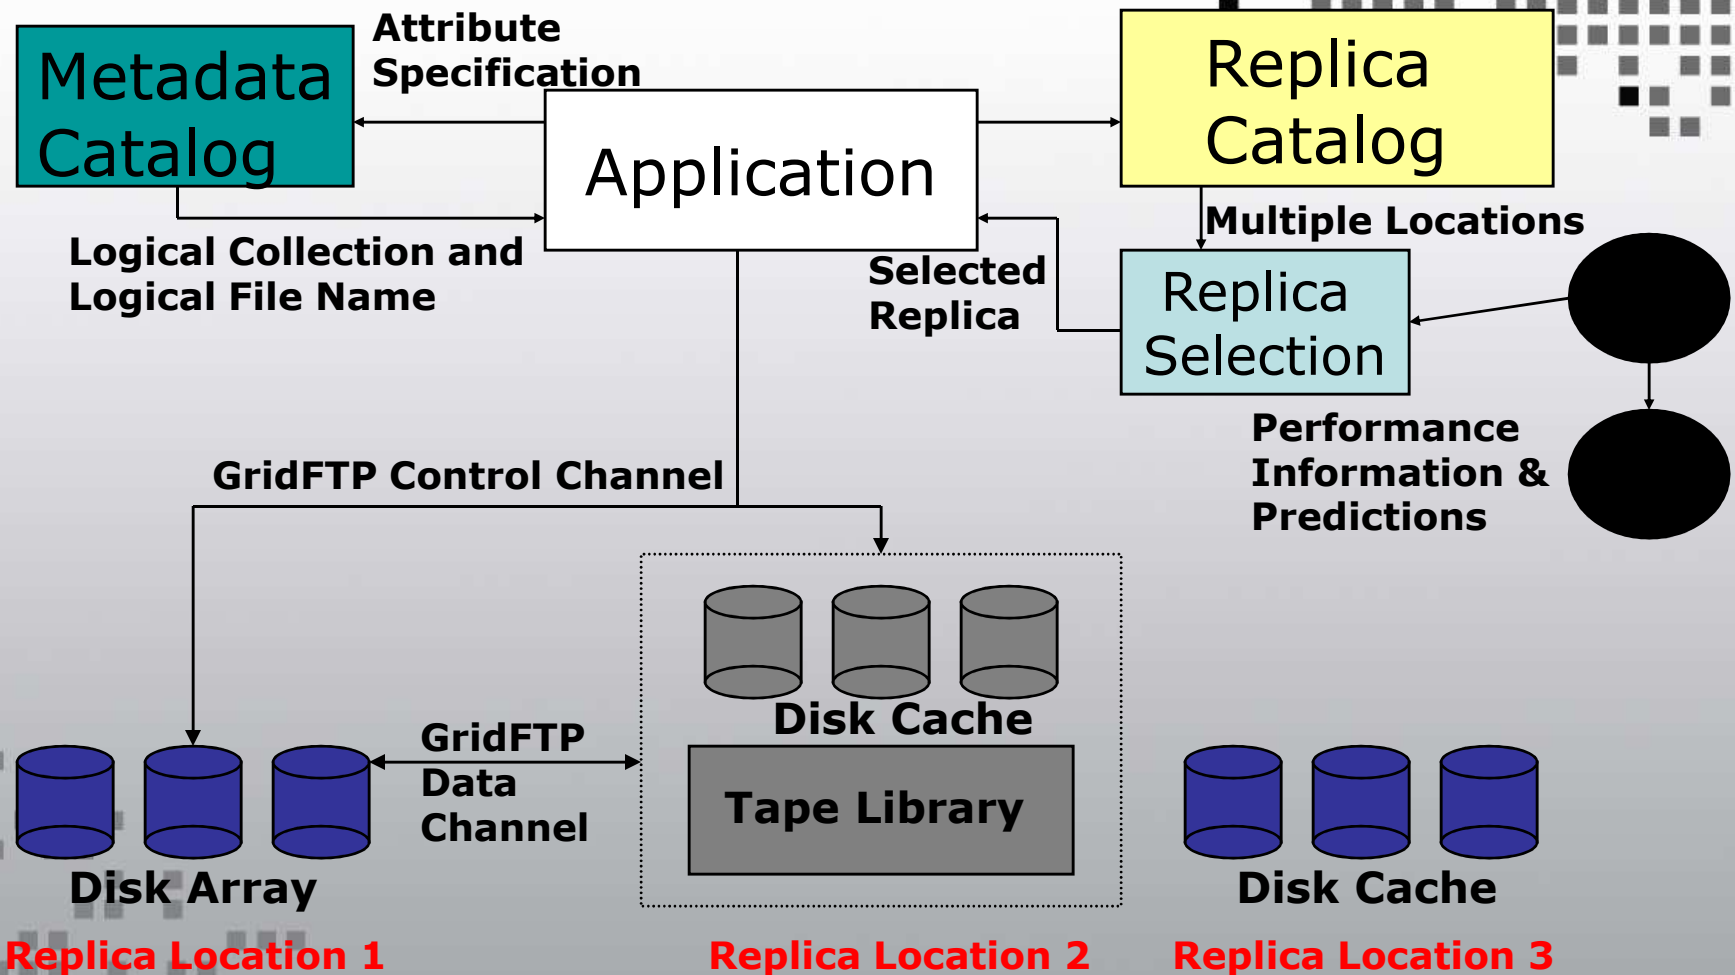 Attribute
Specification
Metadata
Catalog
Application
Replica
Catalog
Logical Collection and
Logical File Name
Multiple Locations
Selected
Replica
Replica
Selection
Performance
Information &
Predictions
GridFTP Control Channel
Disk Cache
GridFTP
Data
Channel
Tape Library
Disk Array
Disk Cache
Replica Location 1
Replica Location 2
Replica Location 3